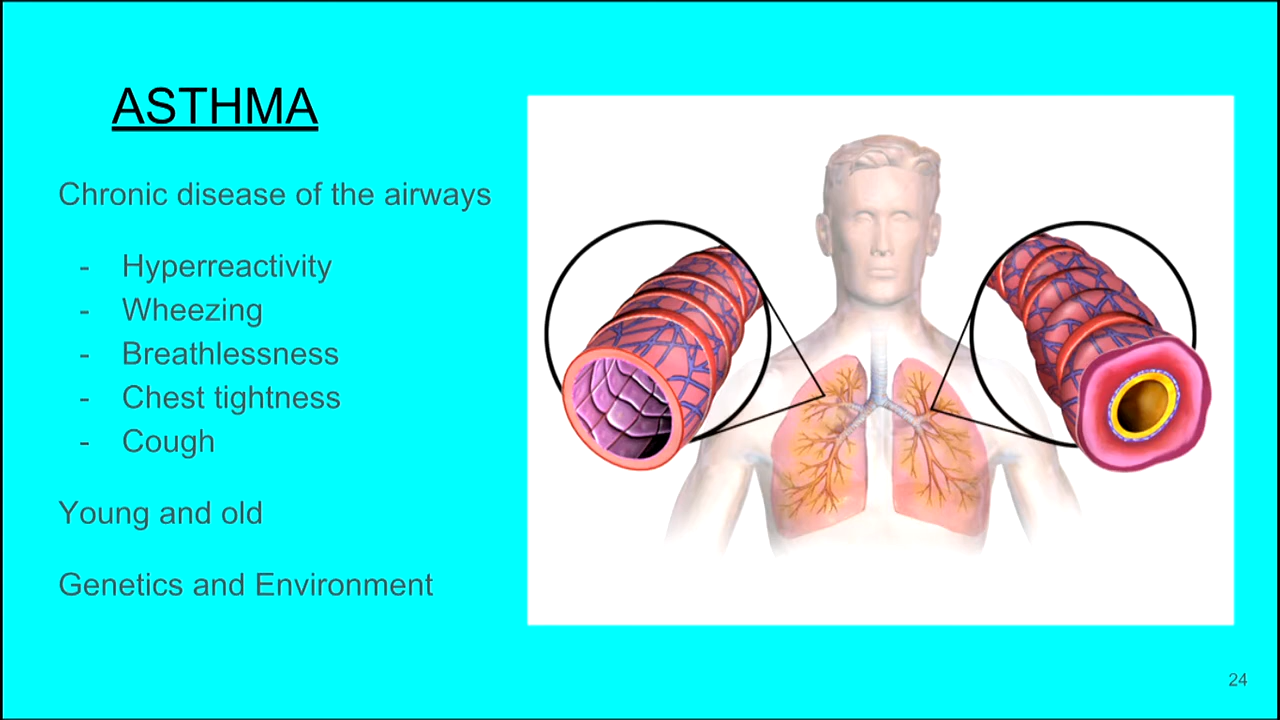 ASTHMA
Chronic disease of the airways
- Hyperreactivity
- Wheezing
- Breathlessness
- Chest tightness
- Cough
Young and old
Genetics and Environment
24